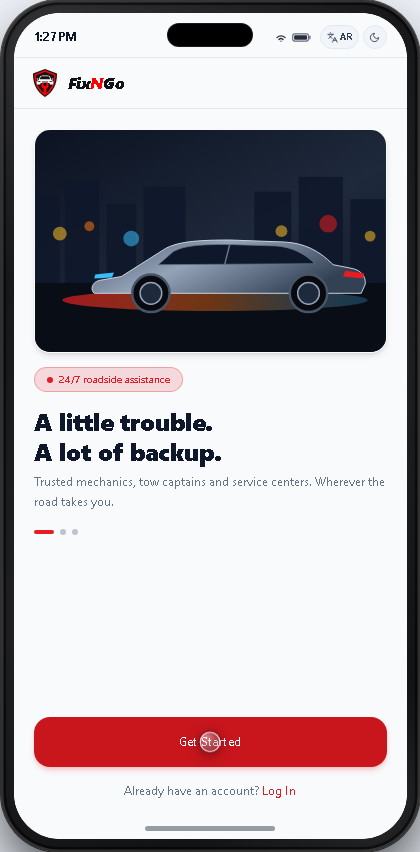 1:27 PM
AR
FixNGo
24/7 roadside assistance
A little trouble.
A lot of backup.
Trusted mechanics, tow captains and service centers. Wherever the
road takes you.
Get Started
Already have an account? Log In